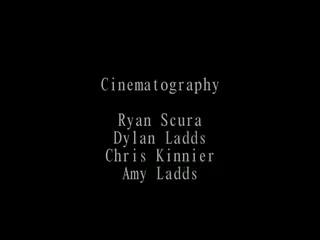 Cinematography
Ryan Scura
Dylan Ladds
Chris Kinnier
Amy Ladds